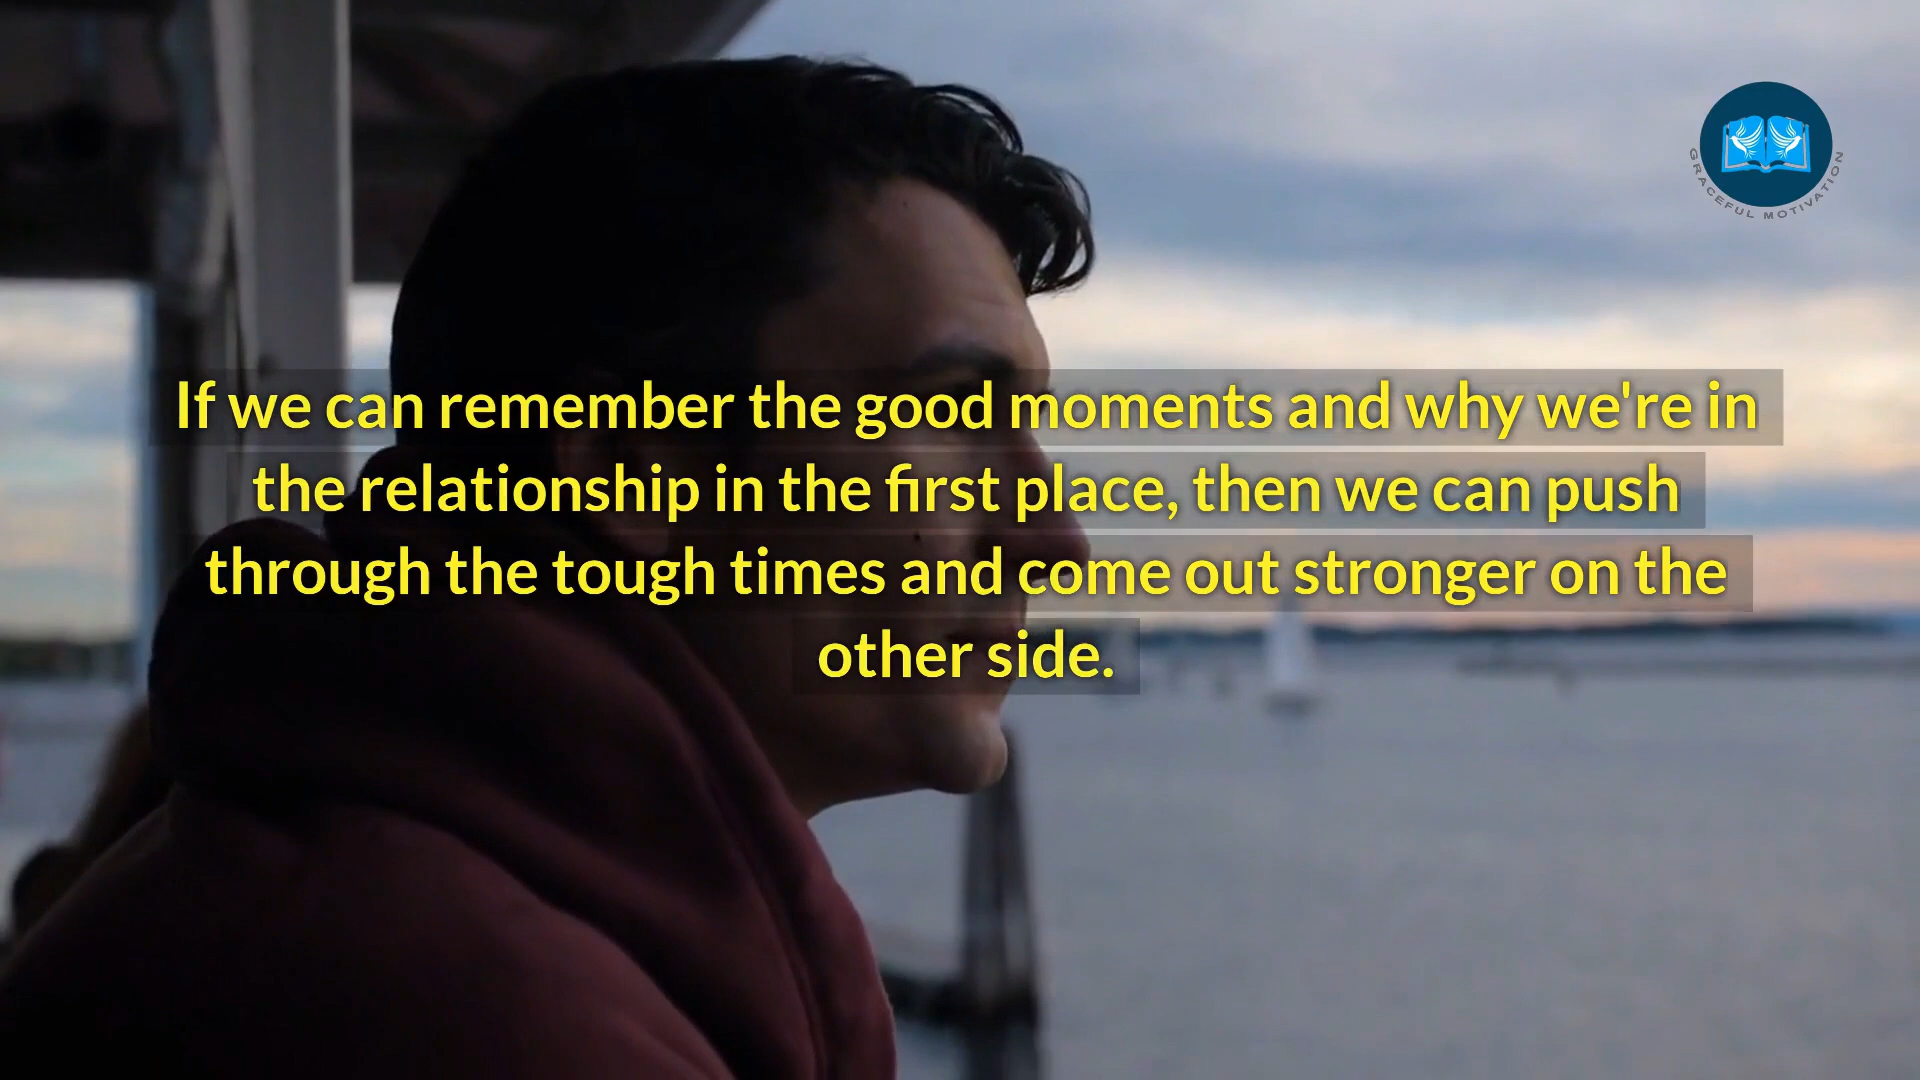 GRACEFUL MOTIVATION
If we can remember the good moments and why we're in
the relationship in the first place, then we can push
through the tough times and come out stronger on the
other side.